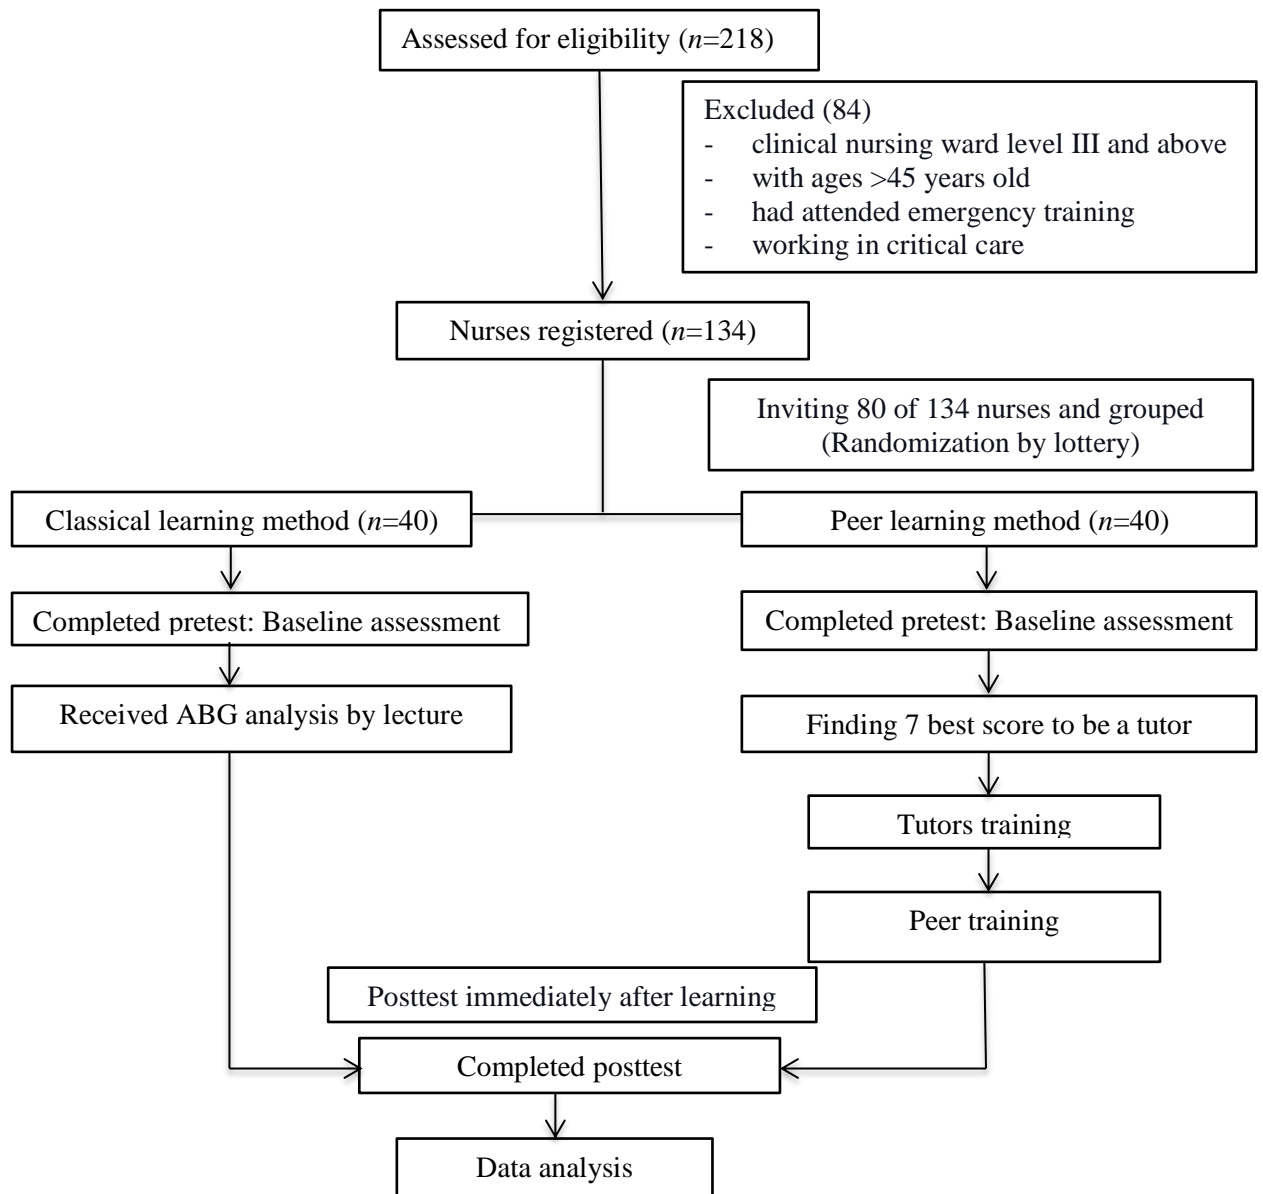 Assessed for eligibility (n=218)
Excluded (84)
- clinical nursing ward level III and above
- with ages >45 years old
- had attended emergency training
- working in critical care
Nurses registered (n=134)
Inviting 80 of 134 nurses and grouped
(Randomization by lottery)
Classical learning method (n=40)
Peer learning method (n=40)
Completed pretest: Baseline assessment
Completed pretest: Baseline assessment
Received ABG analysis by lecture
Finding 7 best score to be a tutor
Tutors training
Peer training
Posttest immediately after learning
Completed posttest
Data analysis